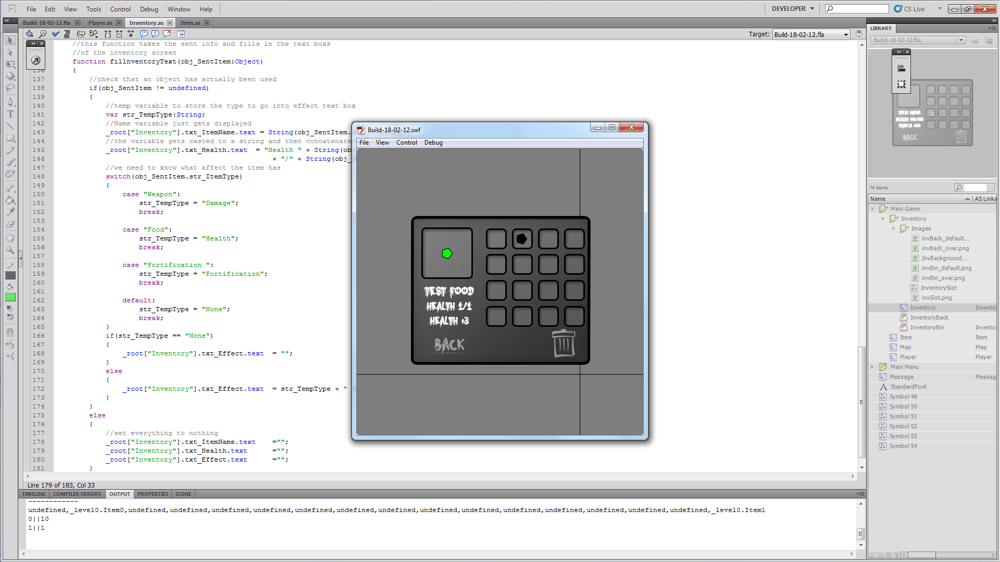 Fl File Edit View Tools Control Debug Window Help DEVELOPER CS Live
Build-18-02-12.fla Player.as Inventory.as Item.as
Target: Build-18-02-12.fla
//this function takes the sent info and fills in the text boxes
//of the inventory screen
function fillnventoryText(obj_SentItem:Object)
136 {
137 //check that an object has actually been used
138 if(obj_SentItem != undefined)
139 {
140 //temp variable to store the type to go into effect text box
141 var str_TempType:String;
142 //Name variable just gets displayed
143 _root["Inventory"].txt_ItemName.text = String(obj_SentItem.
144 //the variable gets casted to a string and then concatenate
145 _root["Inventory"].txt_Health.text = "Health " + String(ob
146 + "/" + String(obj_
147 //we need to know what affect the item has
148 switch(obj_SentItem.str_ItemType)
149 {
150 case "Weapon":
151 str_TempType = "Damage";
152 break;
153
154 case "Food":
155 str_TempType = "Health";
156 break;
157
158 case "Fortification ":
159 str_TempType = "Fortification";
160 break;
161
162 default:
163 str_TempType = "None";
164 break;
165 }
166 if(str_TempType == "None")
167 {
168 _root["Inventory"].txt_Effect.text = "";
169 }
170 else
171 {
172 _root["Inventory"].txt_Effect.text = str_TempType + "
173 }
174 }
175 else
176 {
177 //set everything to nothing
178 _root["Inventory"].txt_ItemName.text ="";
179 _root["Inventory"].txt_Health.text ="";
180 _root["Inventory"].txt_Effect.text ="";
181 }
Line 179 of 183, Col 33
TIMELINE COMPILER ERRORS OUTPUT PROPERTIES SCENE
------------
undefined,_level0.Item0,undefined,undefined,undefined,undefined,undefined,undefined,undefined,undefined,undefined,undefined,undefined,undefined,undefined,undefined,_level0.Item1
0||10
1||1
Build-18-02-12.swf
File View Control Debug
TEST FOOD
HEALTH 1/1
HEALTH +3
BACK
LIBRARY
Build-18-02-12.fla
ITEM NAME
HEALTH 000/000
EFFECT +000
BACK
74 items
Name AS Linka
Main Game
Inventory
Images
invBack_default....
invBack_over.png
InvBackground....
invBin_default.png
invBin_over.png
InventorySlot
invSlot.png
Inventory Invento
InventoryBack
InventoryBin Invento
Item Item
Map Map
Player Player
Main Menu
Message Messag
StandardFont
Symbol 48
Symbol 50
Symbol 51
Symbol 52
Symbol 53
Symbol 54